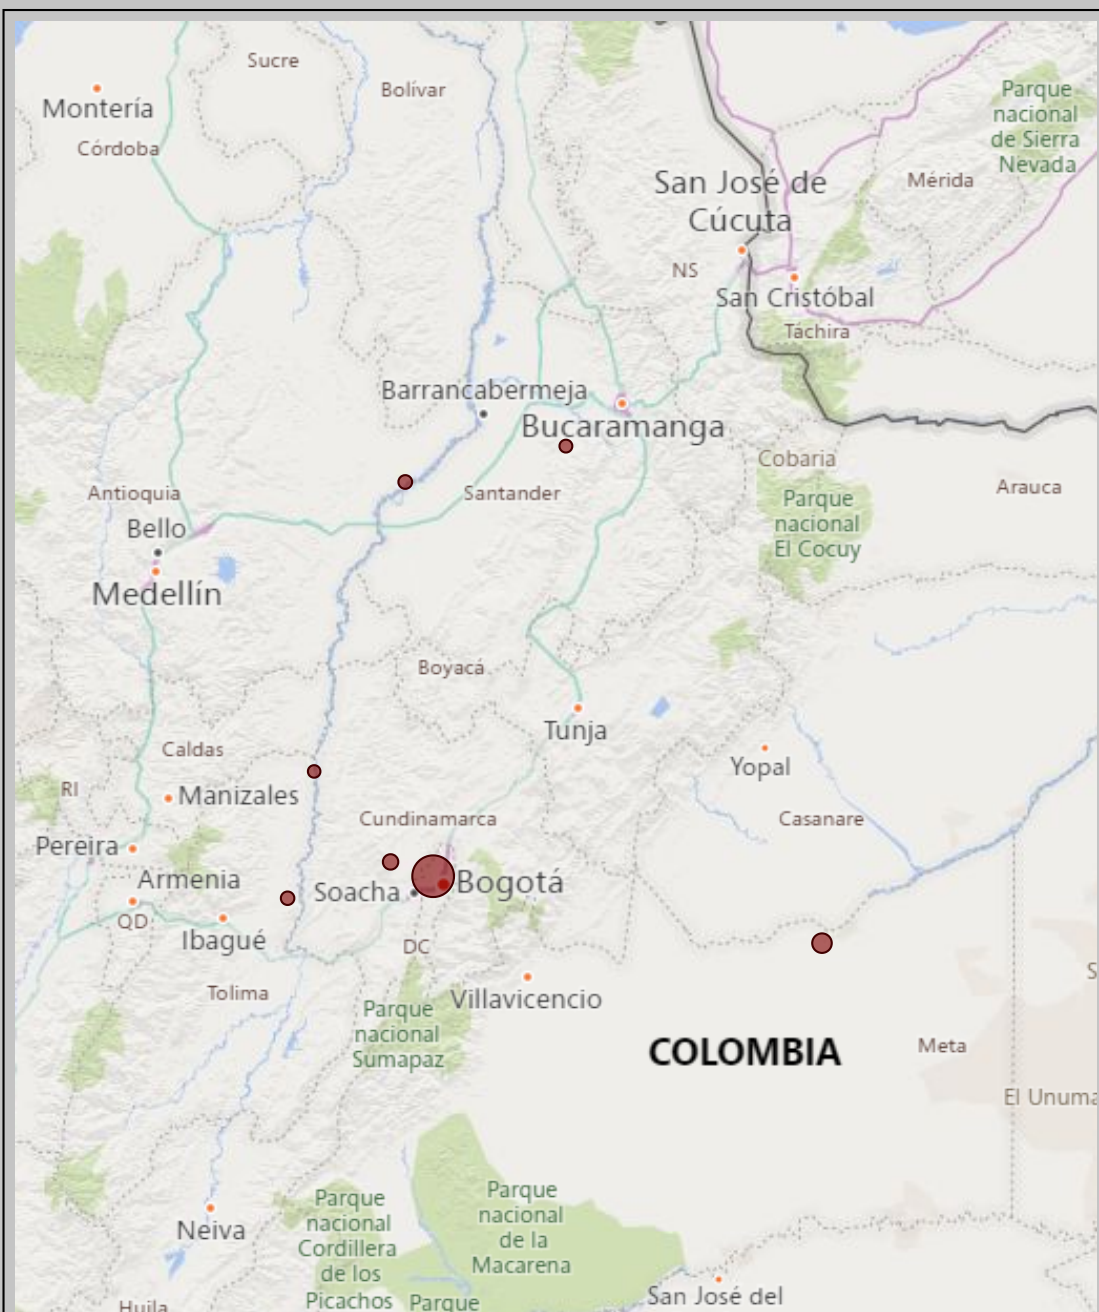 Sucre
Bolívar
Montería
Córdoba
Parque
nacional
de Sierra
Nevada
Mérida
San José de
Cúcuta
NS
San Cristóbal
Táchira
Barrancabermeja
Bucaramanga
Cobaria
Antioquia
Santander
Arauca
Parque
nacional
El Cocuy
Bello
Medellín
Boyacá
Tunja
Caldas
Yopal
RI
Manizales
Cundinamarca
Casanare
Pereira
Armenia
Soacha
Bogotá
QD
Ibagué
DC
Tolima
Villavicencio
Parque
nacional
Sumapaz
COLOMBIA
Meta
El Unuma
Parque
nacional
de la
Macarena
Parque
nacional
Cordillera
de los
Picachos
Neiva
Parque
San José del
Huila